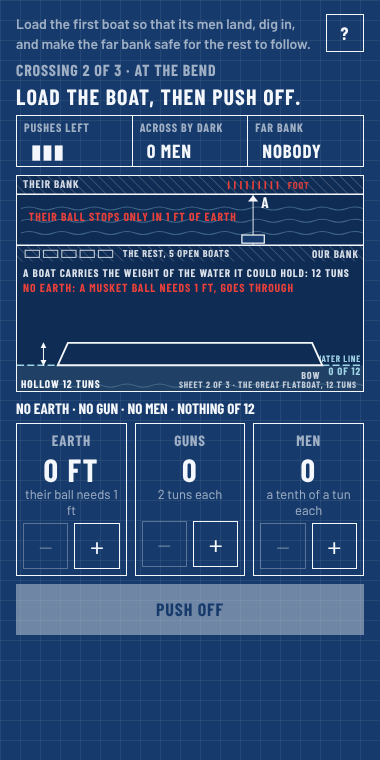 Load the first boat so that its men land, dig in,
and make the far bank safe for the rest to follow.
?
CROSSING 2 OF 3 · AT THE BEND
LOAD THE BOAT, THEN PUSH OFF.
PUSHES LEFT
ACROSS BY DARK
0 MEN
FAR BANK
NOBODY
THEIR BANK
FOOT
A
THEIR BALL STOPS ONLY IN 1 FT OF EARTH
THE REST, 5 OPEN BOATS
OUR BANK
A BOAT CARRIES THE WEIGHT OF THE WATER IT COULD HOLD: 12 TUNS
NO EARTH: A MUSKET BALL NEEDS 1 FT, GOES THROUGH
ATER LINE
BOW
0 OF 12
HOLLOW 12 TUNS
SHEET 2 OF 3 · THE GREAT FLATBOAT, 12 TUNS
NO EARTH · NO GUN · NO MEN · NOTHING OF 12
EARTH
0 FT
their ball needs 1
ft
− +
GUNS
0
2 tuns each
− +
MEN
0
a tenth of a tun
each
− +
PUSH OFF